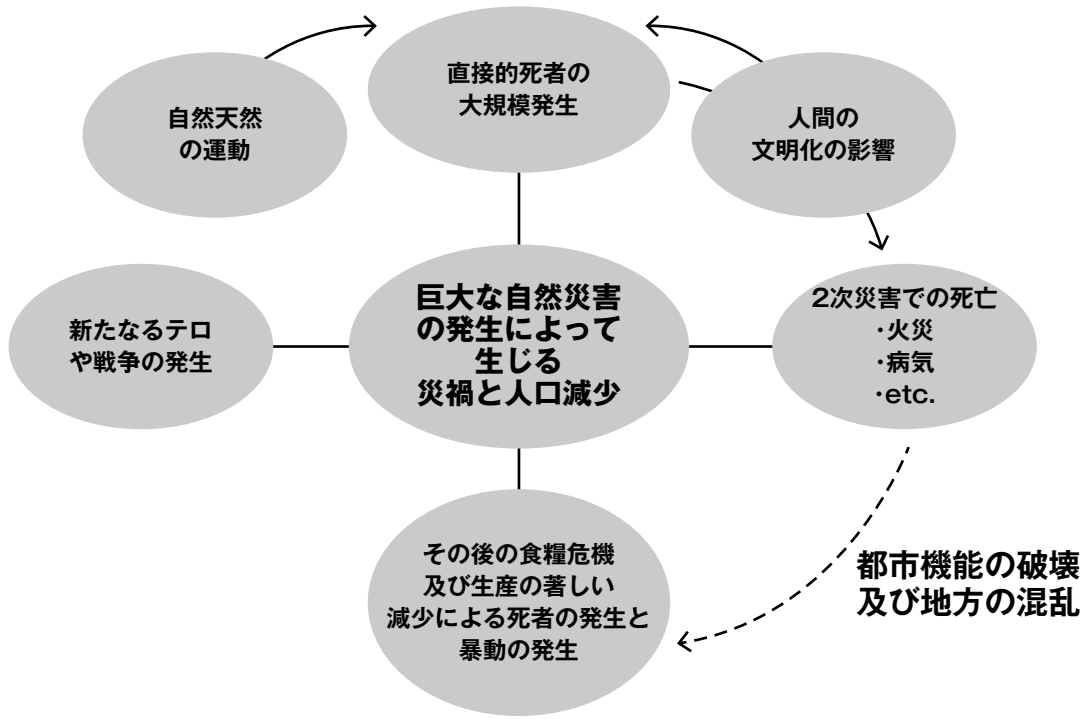 直接的死者の
大規模発生
自然天然
の運動
人間の
文明化の影響
新たなるテロ
や戦争の発生
巨大な自然災害
の発生によって
生じる
災禍と人口減少
2次災害での死亡
・火災
・病気
・etc.
その後の食糧危機
及び生産の著しい
減少による死者の発生と
暴動の発生
都市機能の破壊
及び地方の混乱